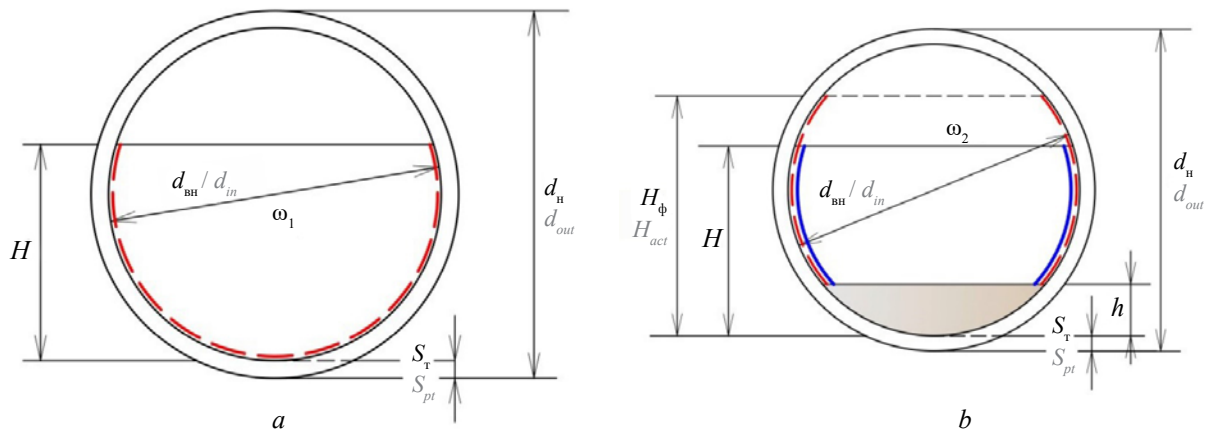 H
d_вн / d_in
ω_1
d_н
d_out
S_т
S_pt
a
H_ф
H_act
H
ω_2
d_вн / d_in
d_н
d_out
h
S_т
S_pt
b